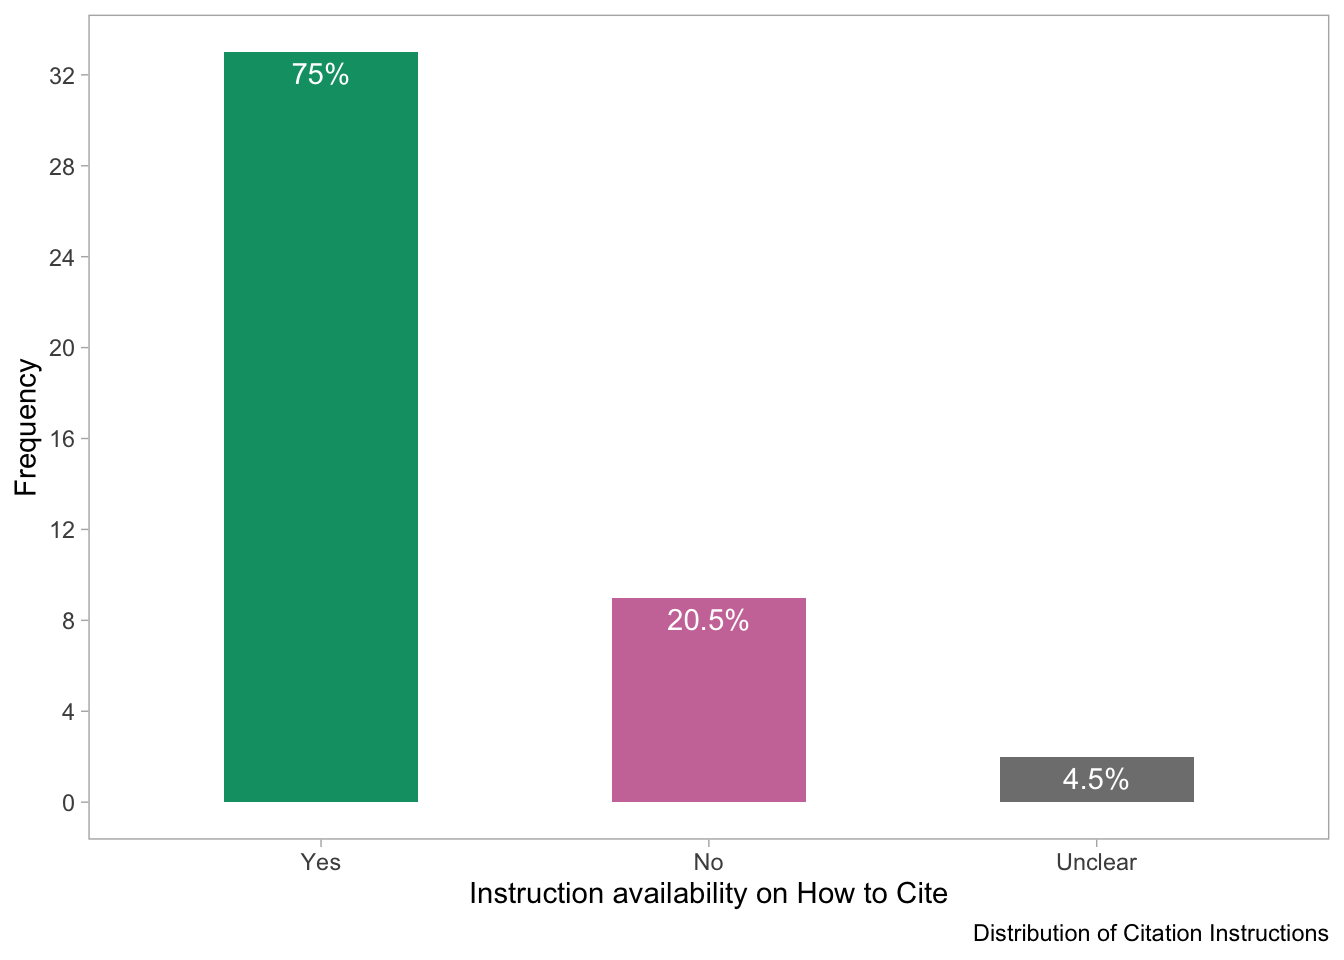 32
28
24
20
16
12
8
4
0
Frequency
75%
20.5%
4.5%
Yes
No
Unclear
Instruction availability on How to Cite
Distribution of Citation Instructions